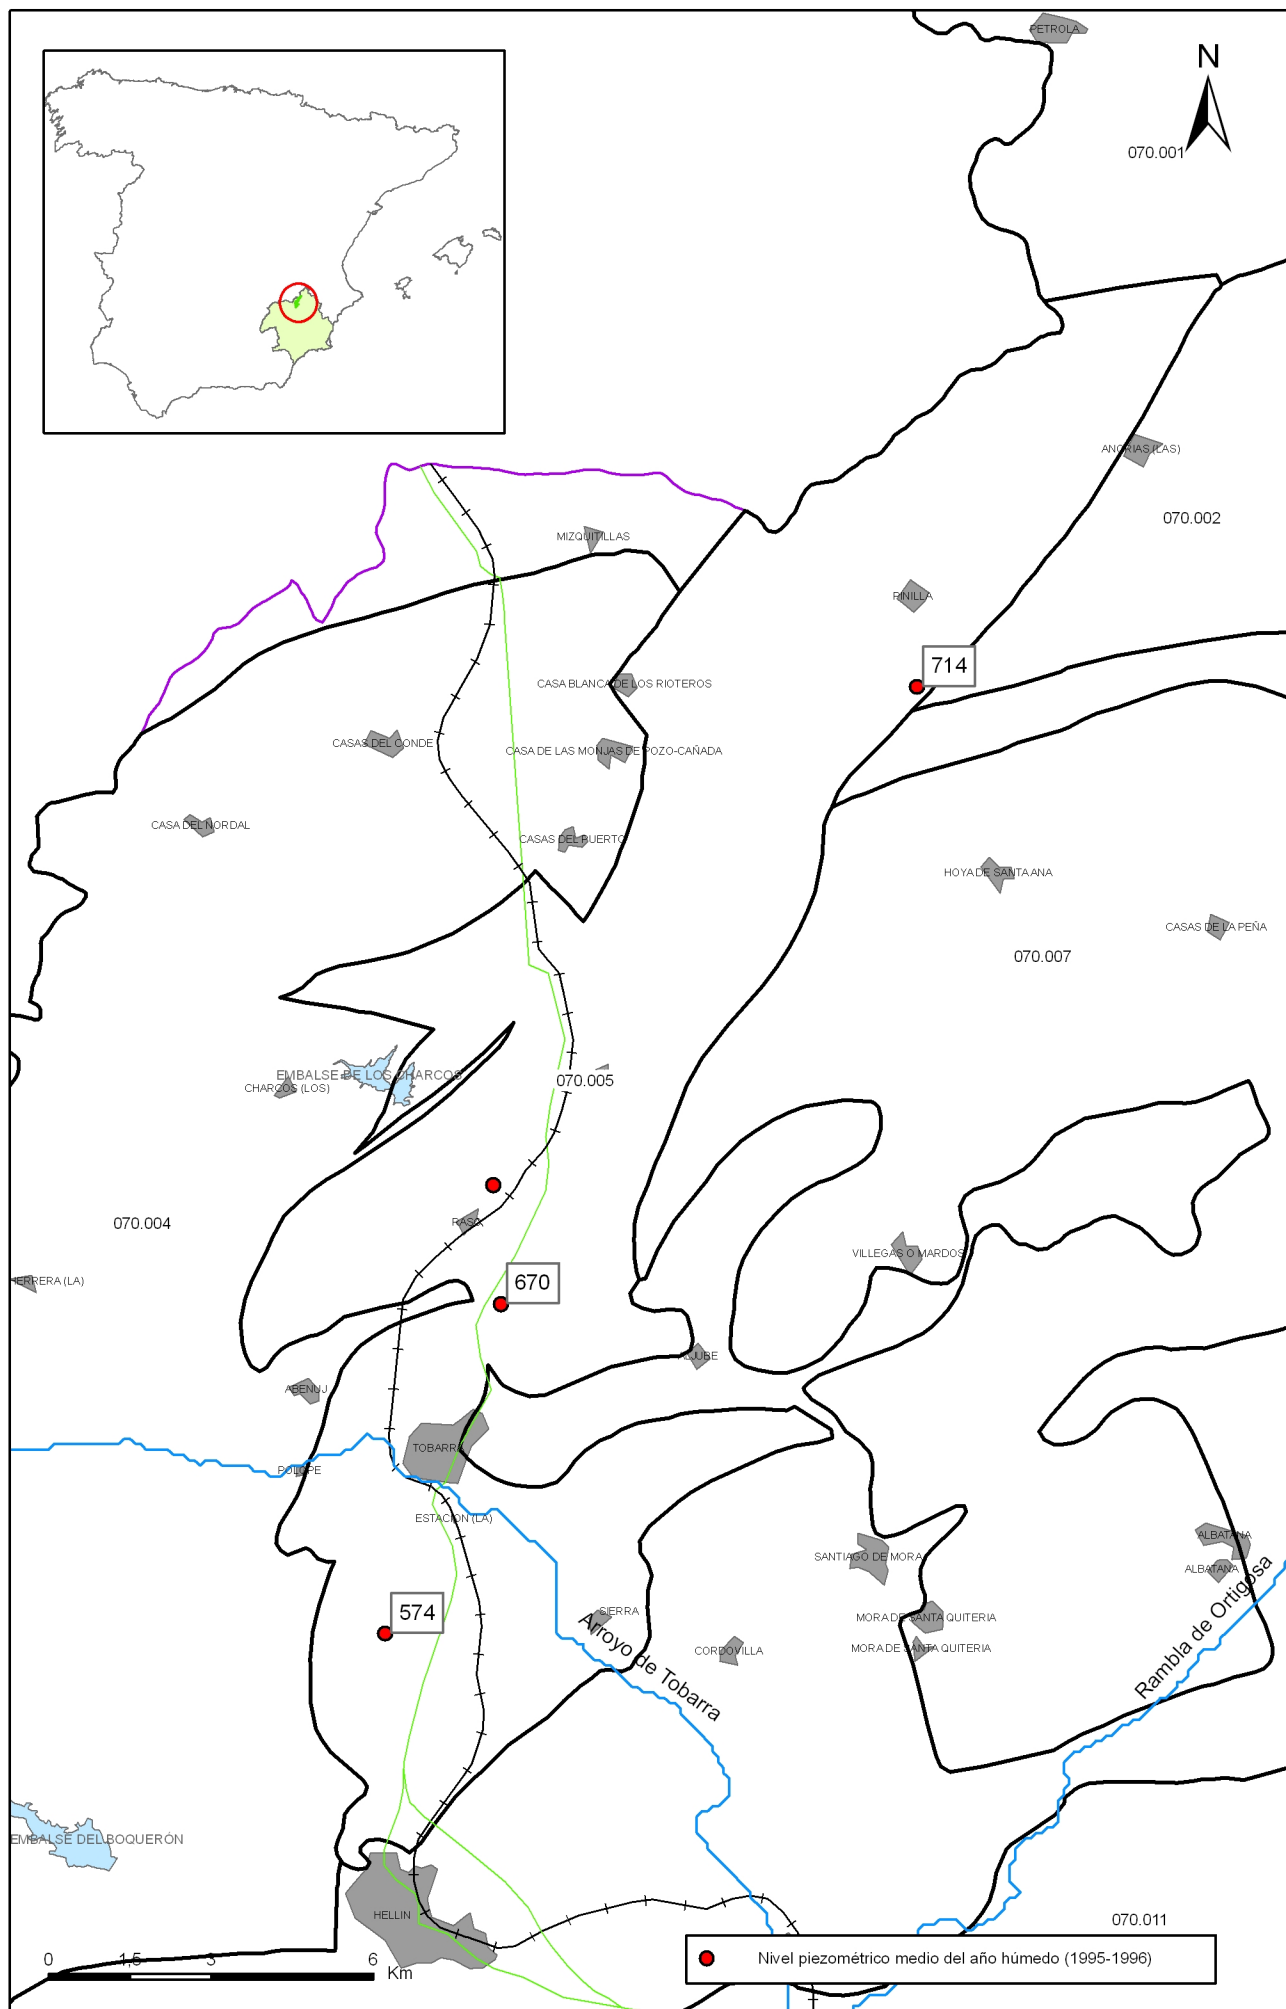 PETROLA
N
070.001
ANORIAS (LAS)
070.002
MIZQUITILLAS
PINILLA
714
CASA BLANCA DE LOS RIOTEROS
CASAS DEL CONDE
CASA DE LAS MONJAS DE POZO-CAÑADA
CASA DEL ÑORDAL
CASAS DEL PUERTO
HOYA DE SANTA ANA
CASAS DE LA PEÑA
070.007
EMBALSE DE LOS CHARCOS
CHARCOS (LOS)
070.005
070.004
RASO
VILLEGAS O MARDOS
HERRERA (LA)
670
ALJUBE
ABENUJ
TOBARRA
POLOPE
ESTACION (LA)
ALBATANA
SANTIAGO DE MORA
ALBATANA
574
SIERRA
MORA DE SANTA QUITERIA
CORDOVILLA
MORA DE SANTA QUITERIA
Arroyo de Tobarra
Rambla de Ortigosa
EMBALSE DEL BOQUERÓN
HELLIN
070.011
0 1,5 3 6
Km
Nivel piezométrico medio del año húmedo (1995-1996)